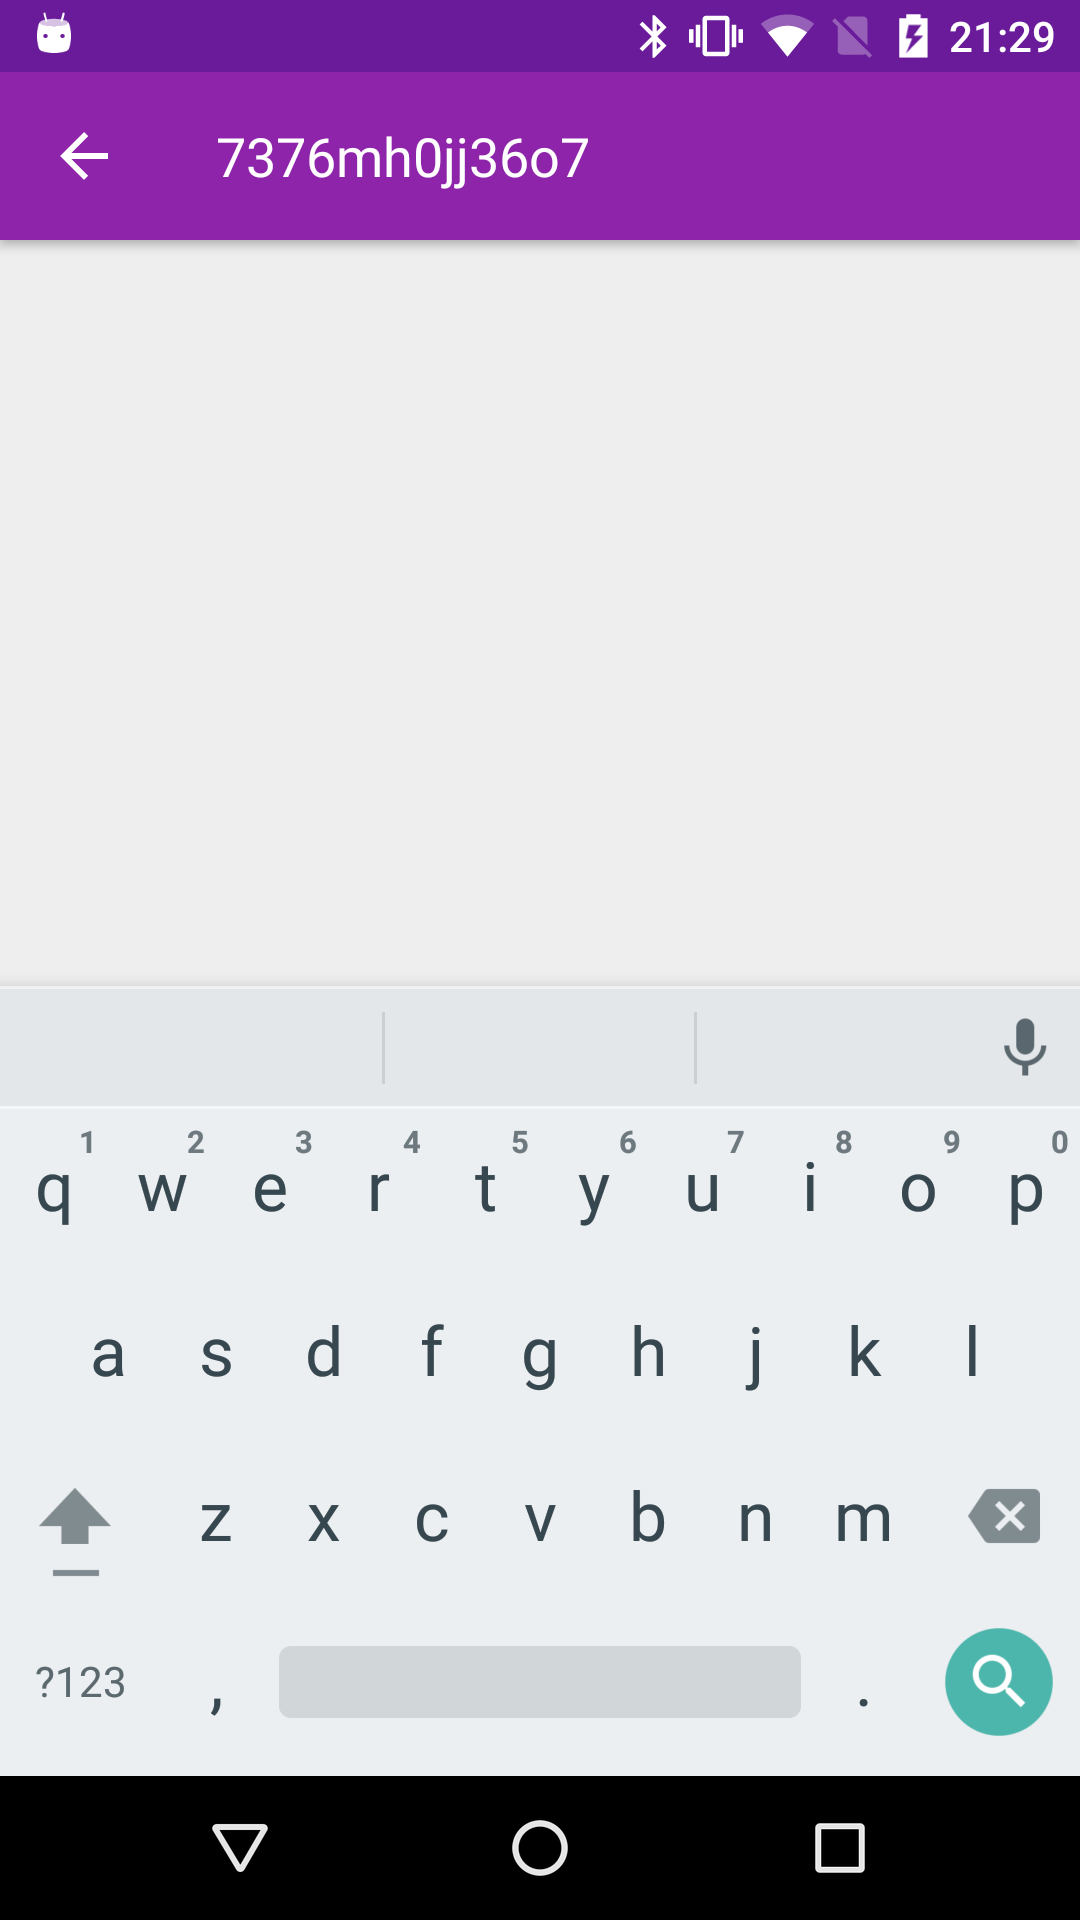 21:29
7376mh0jj36o7
1 2 3 4 5 6 7 8 9 0
q w e r t y u i o p
a s d f g h j k l
z x c v b n m
?123 , .